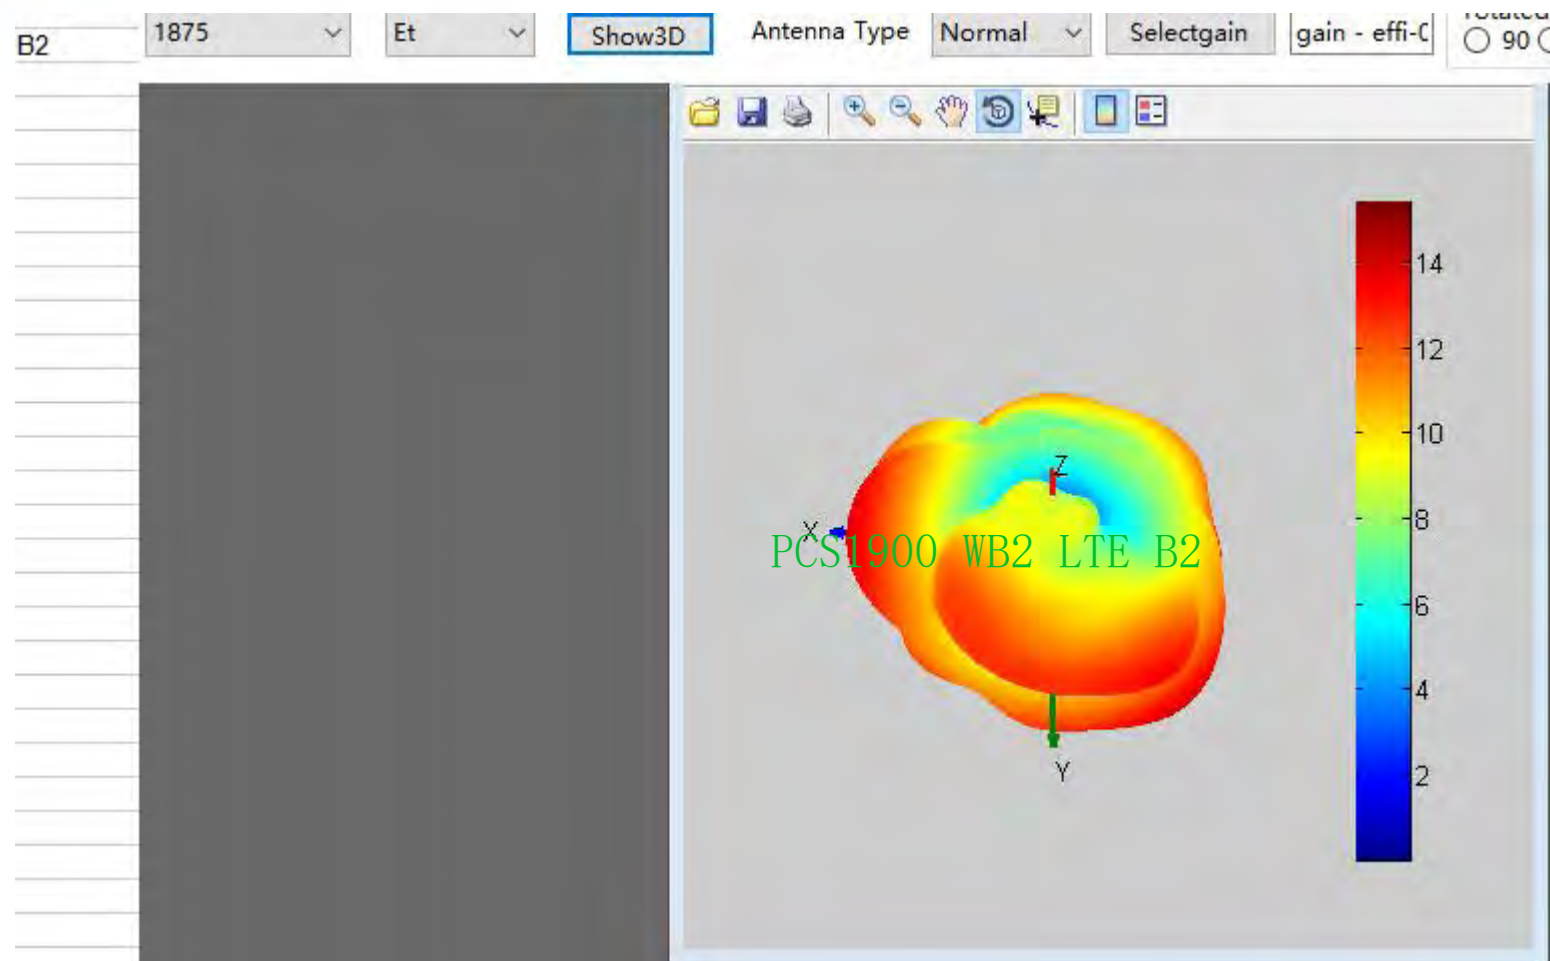 B2
1875
Et
Show3D
Antenna Type
Normal
Selectgain
gain - effi-
90
14
12
10
8
6
4
2
Z
X
PCS1900 WB2 LTE B2
Y